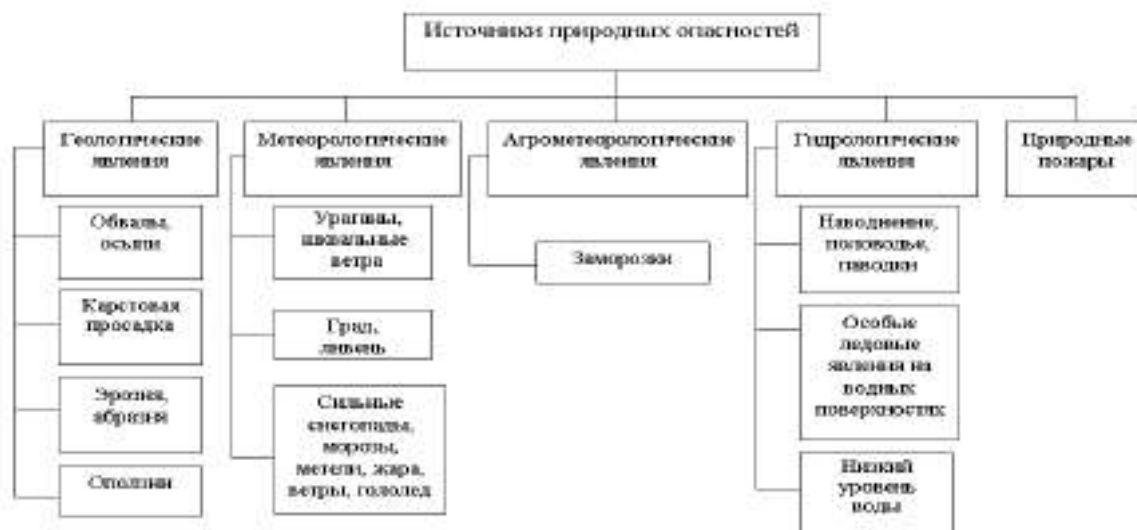 Источники природных опасностей
Геологические
явления
Метеорологические
явления
Агрометеорологические
явления
Гидрологические
явления
Природные
пожары
Обвалы,
осыпи
Карстовая
просадка
Эрозия,
абразия
Оползни
Ураганы,
шквальные
ветра
Град,
ливень
Сильные
снегопады,
морозы,
метели, жара,
ветры, гололед
Заморозки
Наводнение,
половодье,
паводки
Особые
ледовые
явления на
водных
поверхностях
Низкий
уровень
воды